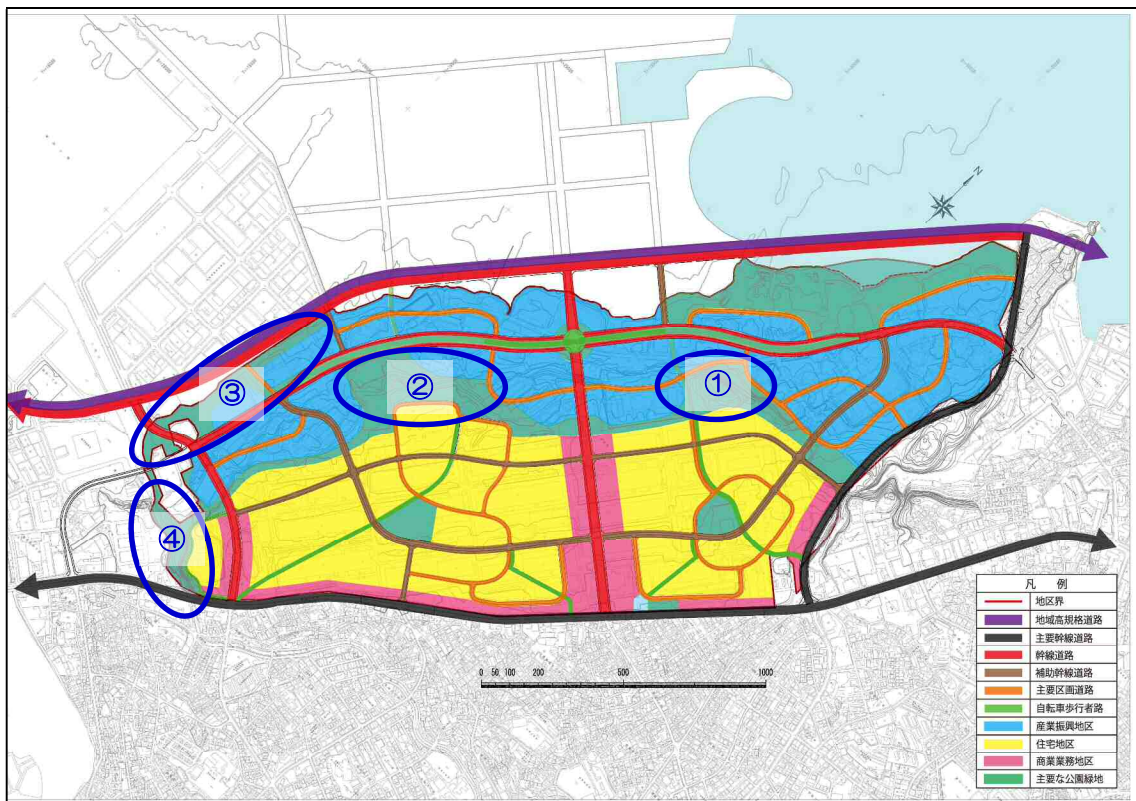 N
①
②
③
④
0 50 100 200 500 1000
凡 例
地区界
地域高規格道路
主要幹線道路
幹線道路
補助幹線道路
主要区画道路
自転車歩行者路
産業振興地区
住宅地区
商業業務地区
主要な公園緑地